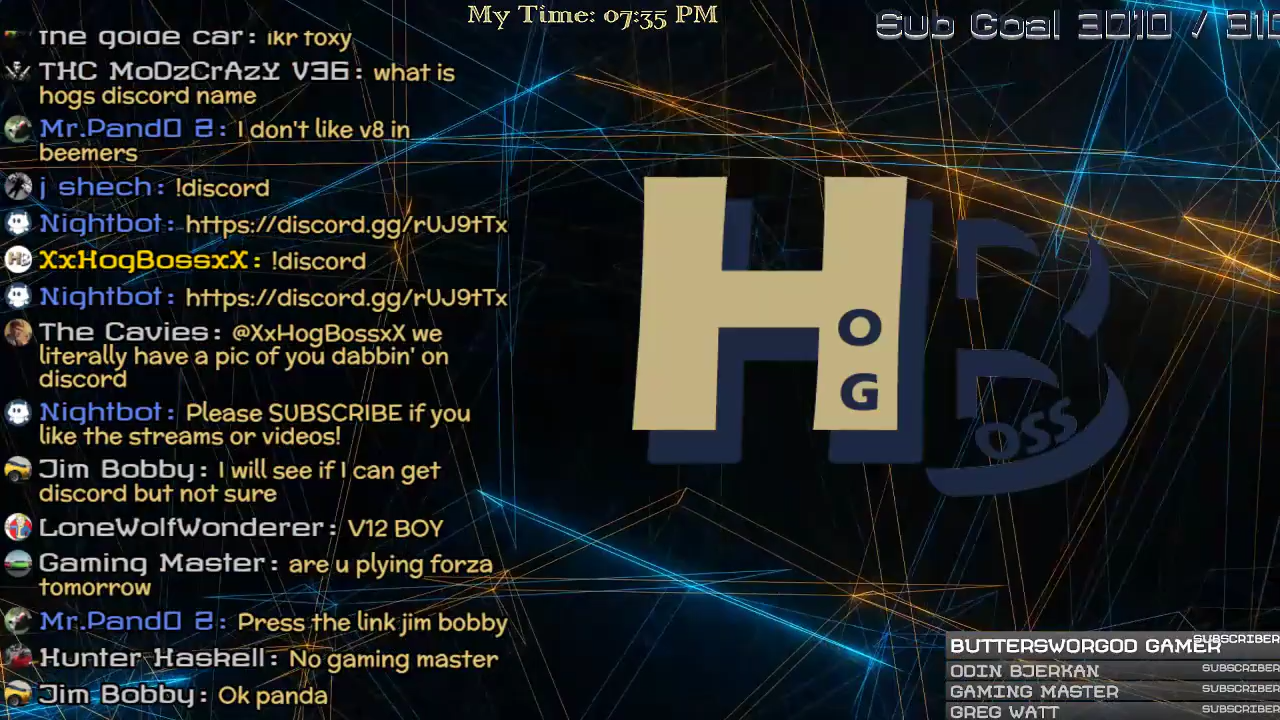 My Time: 07:35 PM
Sub Goal 3010 / 310
the golde car: ikr foxy
THC MoDzCrAzY V36: what is
hogs discord name
Mr.PandO 2: I don't like v8 in
beemers
j shech: !discord
Nightbot: https://discord.gg/rUJ9tTx
XxHogBossxX: !discord
Nightbot: https://discord.gg/rUJ9tTx
The Cavies: @XxHogBossxX we
literally have a pic of you dabbin' on
discord
Nightbot: Please SUBSCRIBE if you
like the streams or videos!
Jim Bobby: I will see if I can get
discord but not sure
LoneWolfWonderer: V12 BOY
Gaming Master: are u plying forza
tomorrow
Mr.PandO 2: Press the link jim bobby
Hunter Haskell: No gaming master
Jim Bobby: Ok panda
HOG
BOSS
BUTTERSWORGOD GAMER SUBSCRIBER
ODIN BJERKAN SUBSCRIBER
GAMING MASTER SUBSCRIBER
GREG WATT SUBSCRIBER